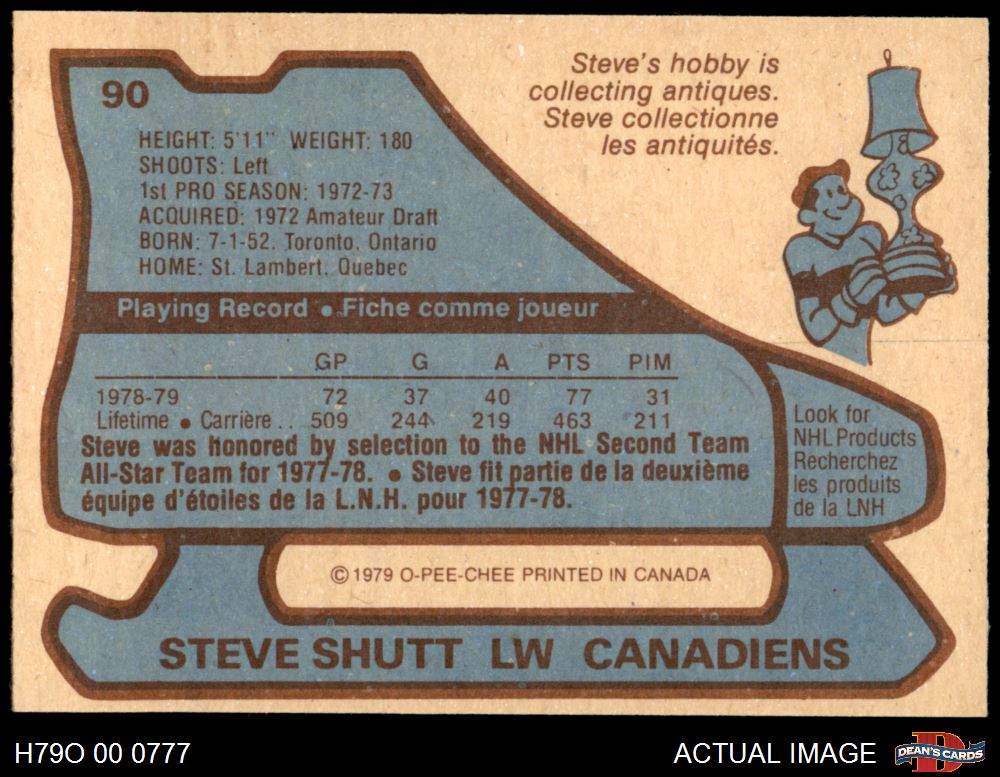 90
Steve's hobby is
collecting antiques.
Steve collectionne
les antiquités.
HEIGHT: 5'11" WEIGHT: 180
SHOOTS: Left
1st PRO SEASON: 1972-73
ACQUIRED: 1972 Amateur Draft
BORN: 7-1-52. Toronto. Ontario
HOME: St. Lambert. Quebec
Playing Record • Fiche comme joueur
GP G A PTS PIM
1978-79 72 37 40 77 31
Lifetime • Carrière . . 509 244 219 463 211
Steve was honored by selection to the NHL Second Team
All-Star Team for 1977-78. • Steve fit partie de la deuxième
équipe d'étoiles de la L.N.H. pour 1977-78.
Look for
NHL Products
Recherchez
les produits
de la LNH
© 1979 O-PEE-CHEE PRINTED IN CANADA
STEVE SHUTT LW CANADIENS
H79O 00 0777
ACTUAL IMAGE
DEAN'S CARDS